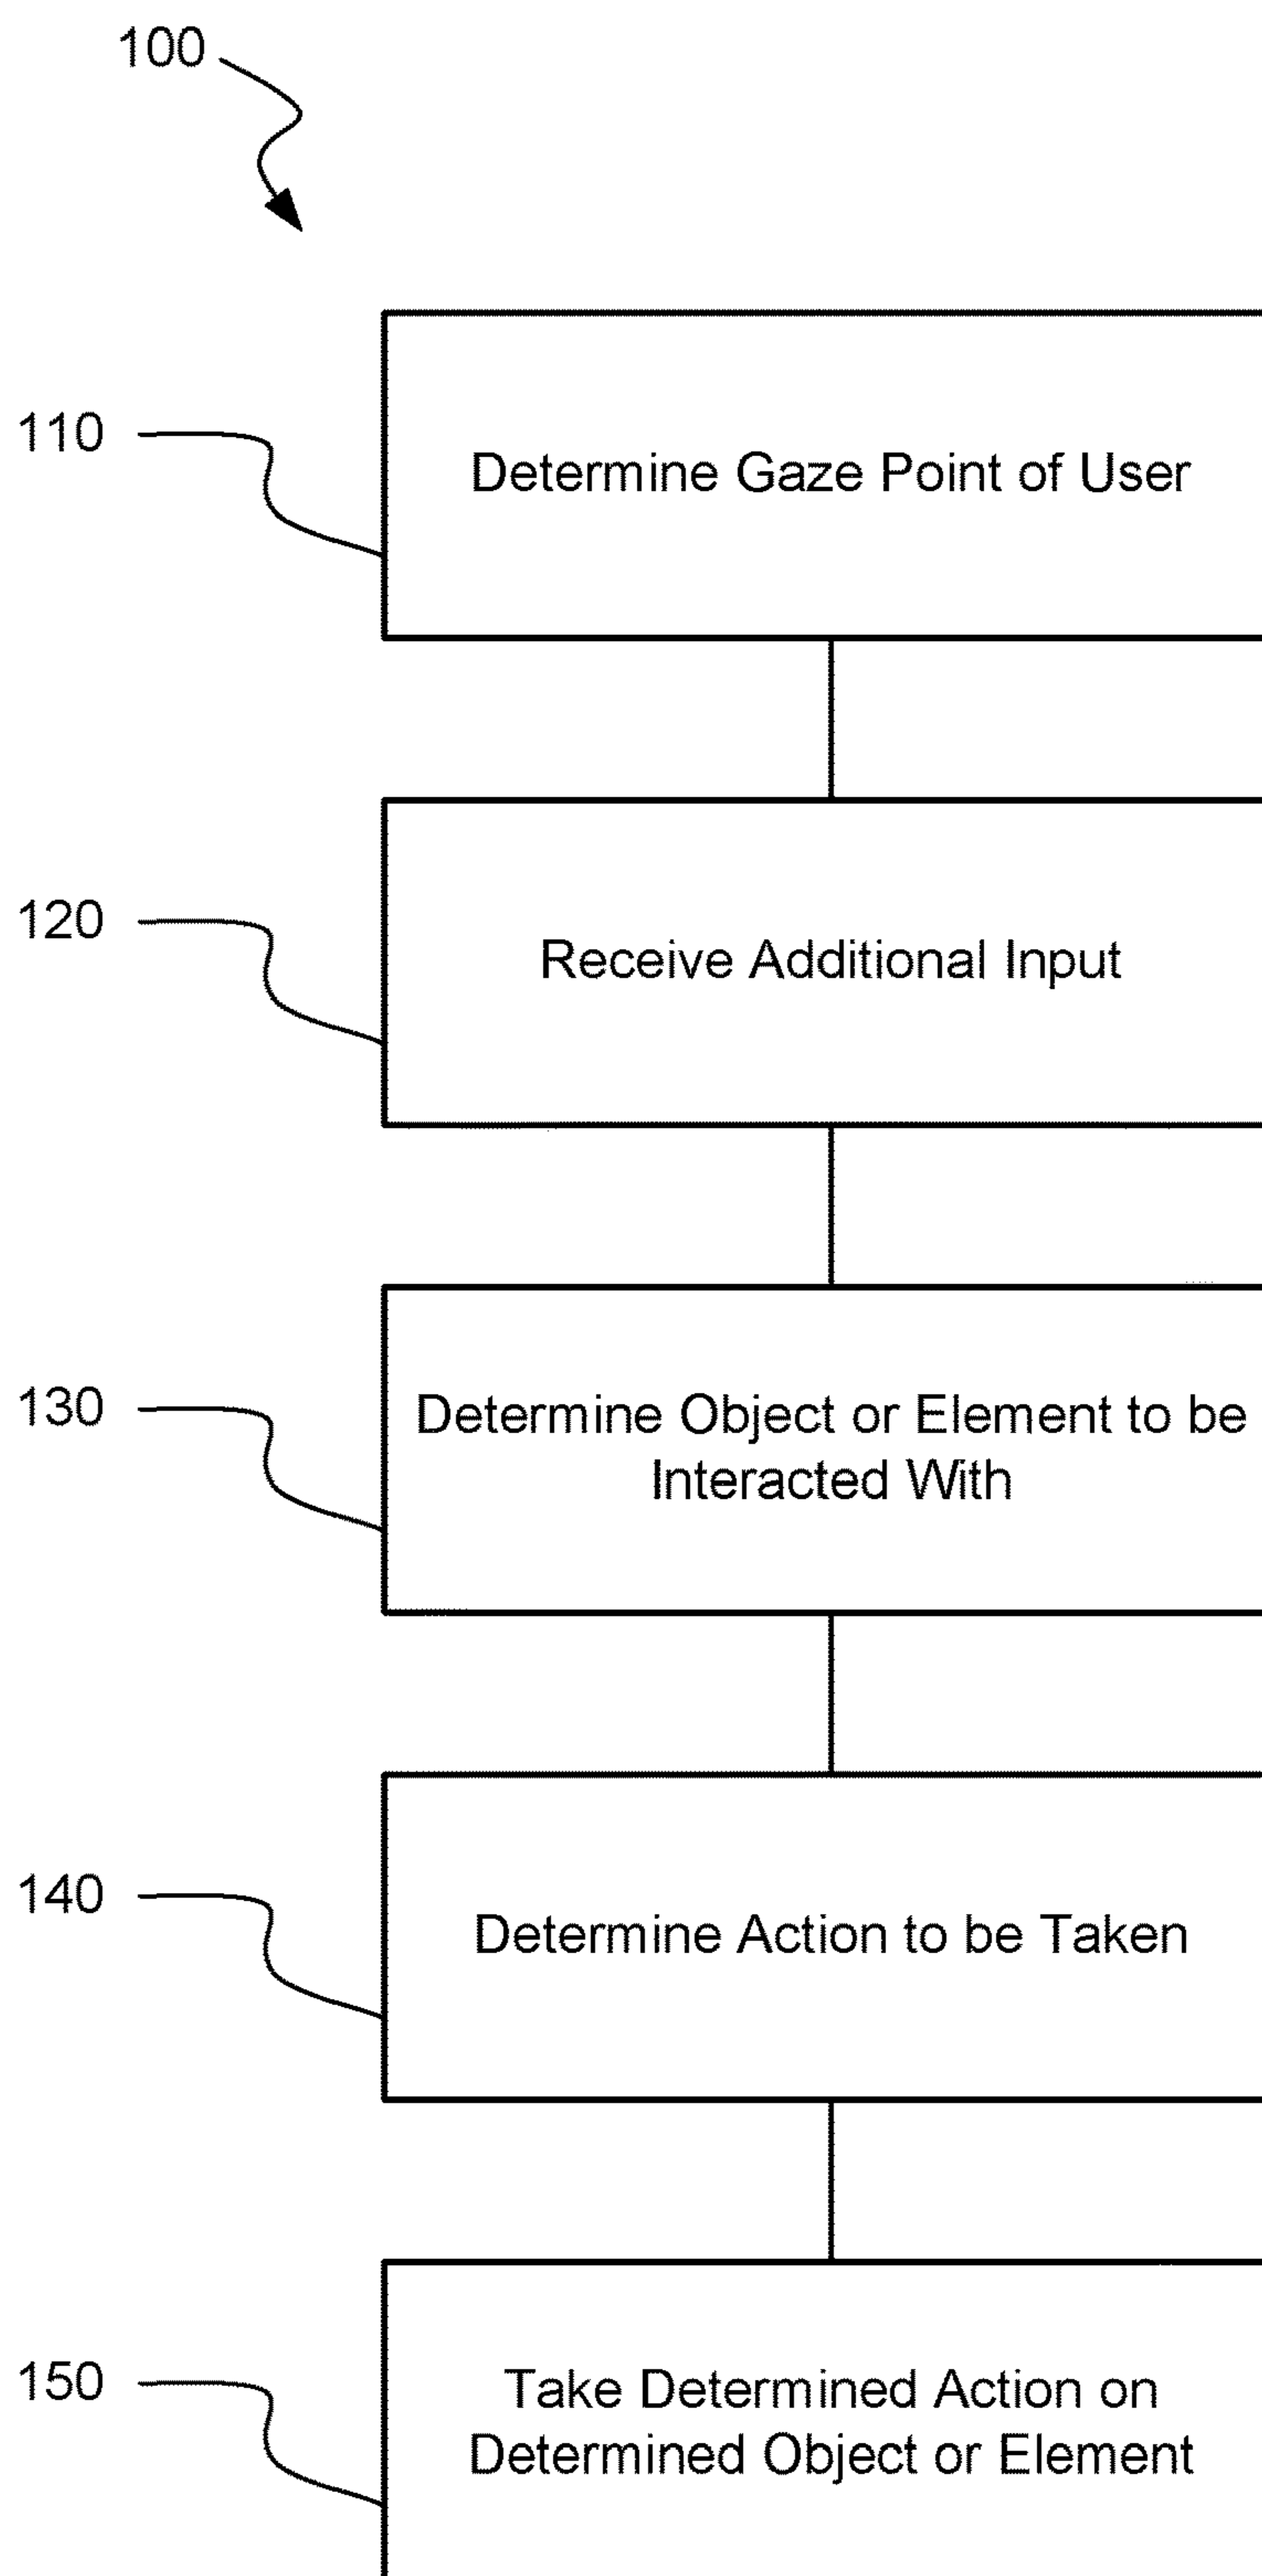 100
110
Determine Gaze Point of User
120
Receive Additional Input
130
Determine Object or Element to be
Interacted With
140
Determine Action to be Taken
150
Take Determined Action on
Determined Object or Element